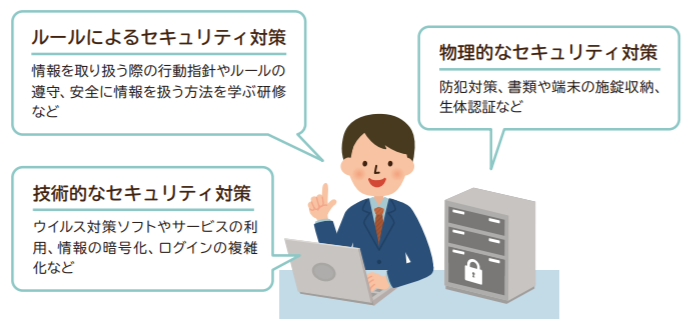 ルールによるセキュリティ対策
情報を取り扱う際の行動指針やルールの
遵守、安全に情報を扱う方法を学ぶ研修
など
物理的なセキュリティ対策
防犯対策、書類や端末の施錠収納、
生体認証など
技術的なセキュリティ対策
ウイルス対策ソフトやサービスの利
用、情報の暗号化、ログインの複雑
化など